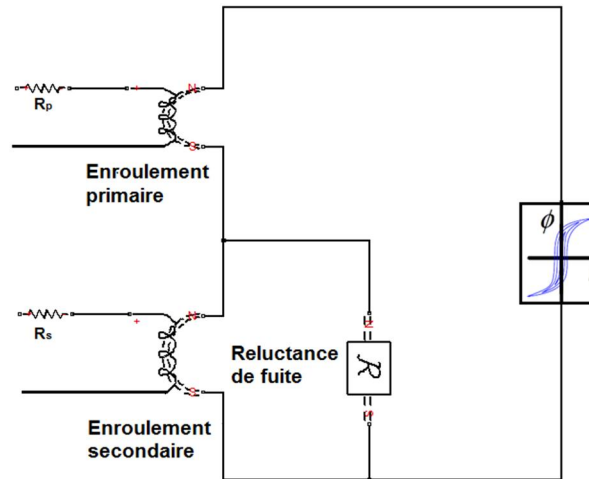 N
+
Rp
S
Enroulement
primaire
ϕ
N
+
Rs
N
Reluctance
de fuite
R
S
S
Enroulement
secondaire